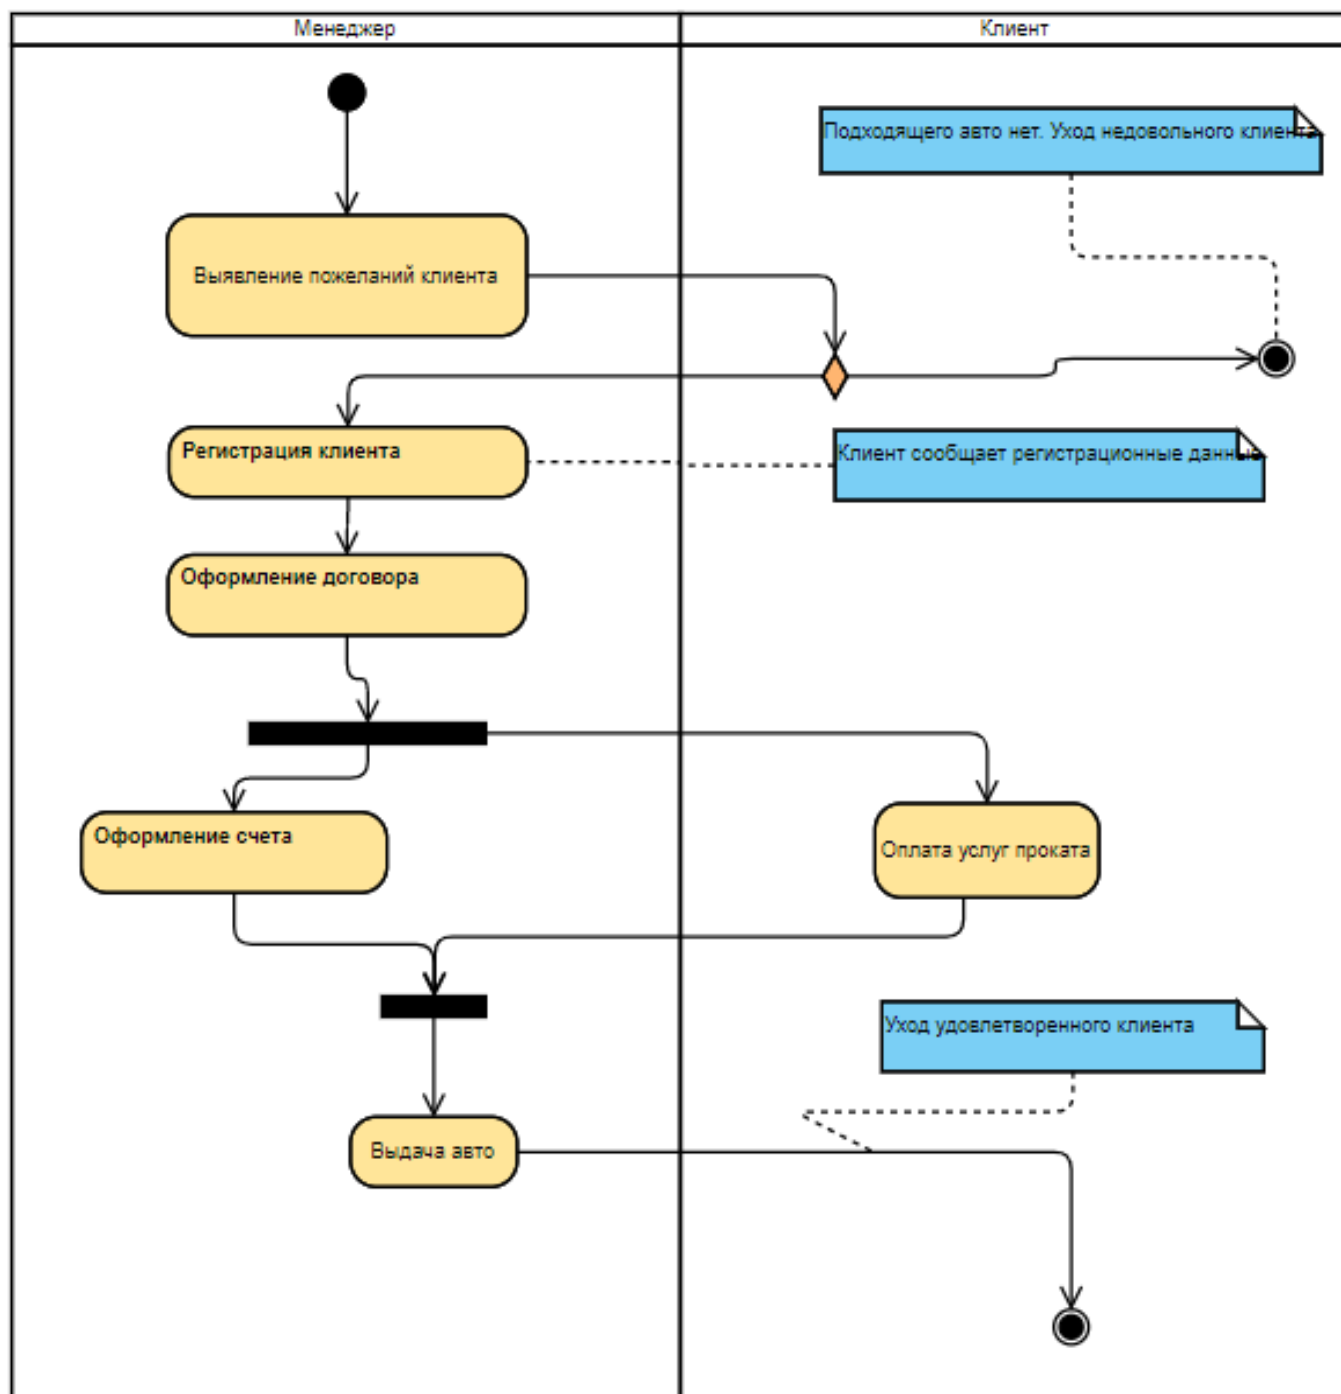 Менеджер
Клиент
Подходящего авто нет. Уход недовольного клиента
Выявление пожеланий клиента
Регистрация клиента
Клиент сообщает регистрационные данные
Оформление договора
Оформление счета
Оплата услуг проката
Уход удовлетворенного клиента
Выдача авто